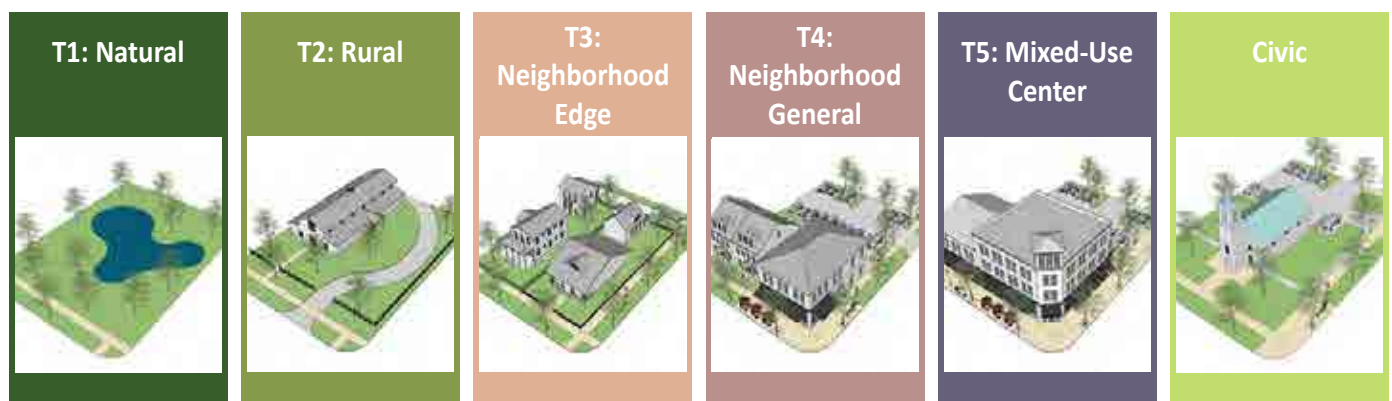 T1: Natural
T2: Rural
T3:
Neighborhood
Edge
T4:
Neighborhood
General
T5: Mixed-Use
Center
Civic